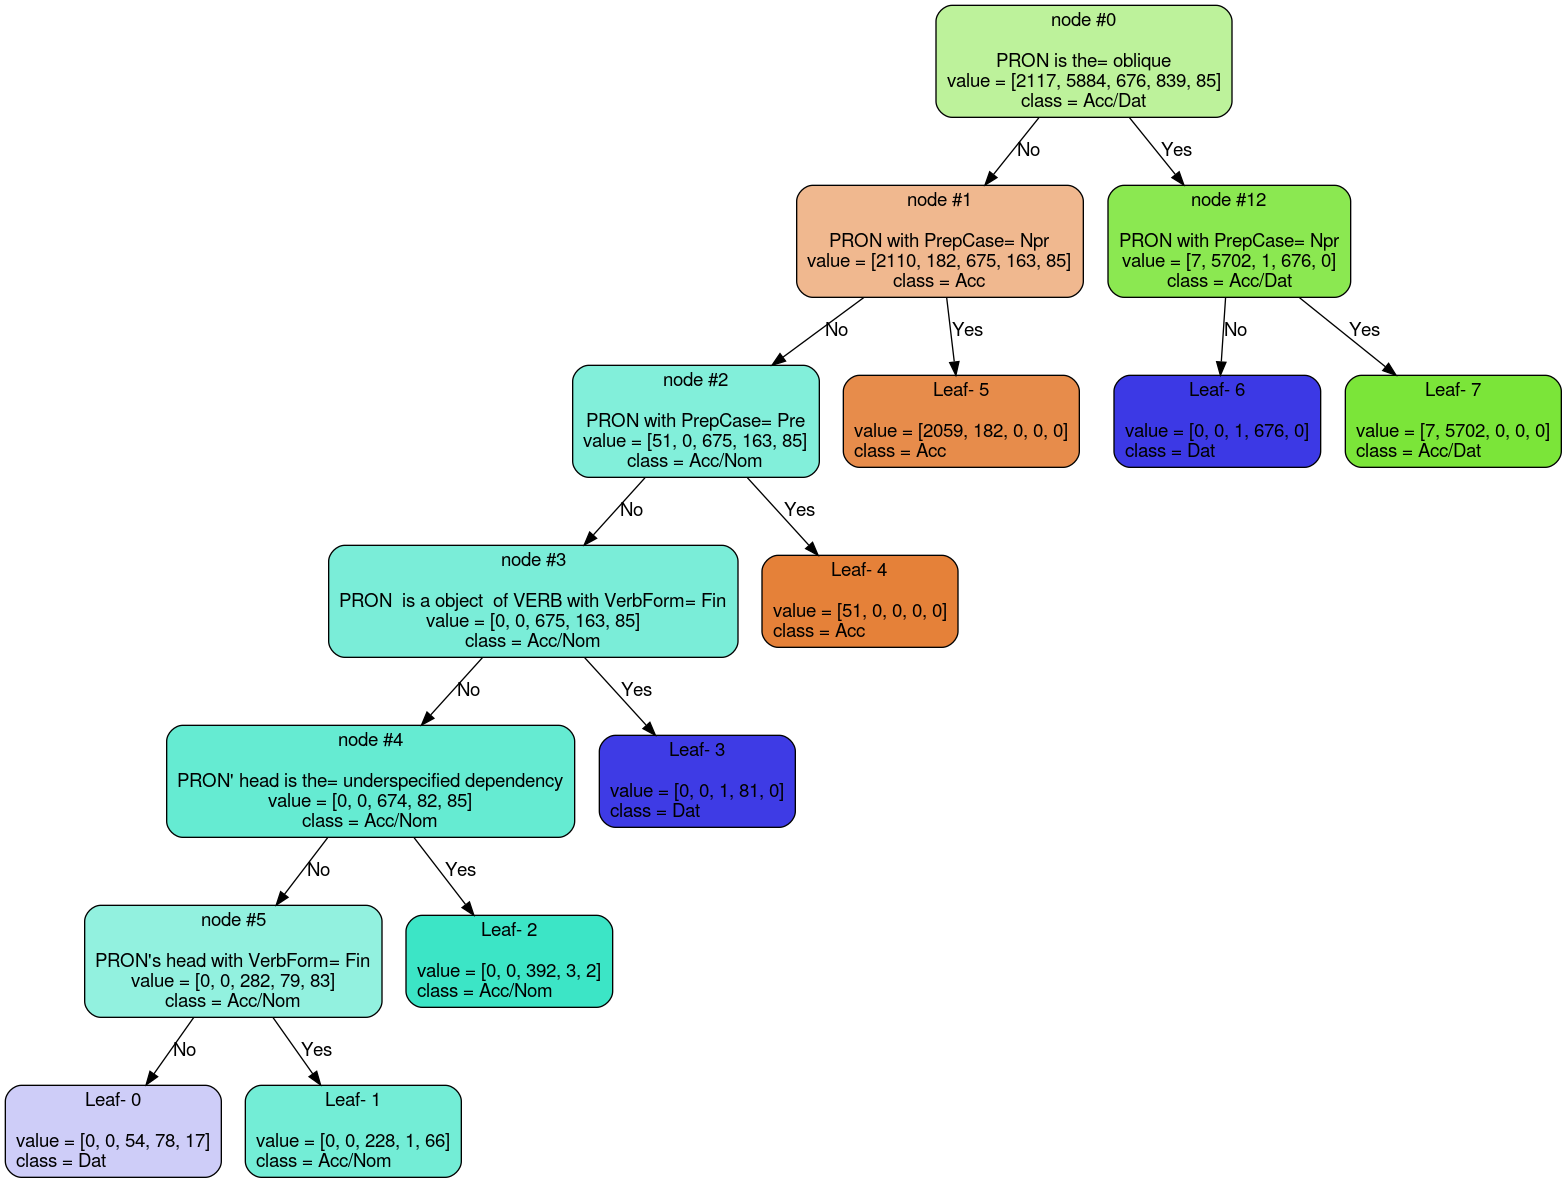 node #0
PRON is the= oblique
value = [2117, 5884, 676, 839, 85]
class = Acc/Dat
No
Yes
node #1
PRON with PrepCase= Npr
value = [2110, 182, 675, 163, 85]
class = Acc
node #12
PRON with PrepCase= Npr
value = [7, 5702, 1, 676, 0]
class = Acc/Dat
No
Yes
No
Yes
node #2
PRON with PrepCase= Pre
value = [51, 0, 675, 163, 85]
class = Acc/Nom
Leaf- 5
value = [2059, 182, 0, 0, 0]
class = Acc
Leaf- 6
value = [0, 0, 1, 676, 0]
class = Dat
Leaf- 7
value = [7, 5702, 0, 0, 0]
class = Acc/Dat
No
Yes
node #3
PRON  is a object  of VERB with VerbForm= Fin
value = [0, 0, 675, 163, 85]
class = Acc/Nom
Leaf- 4
value = [51, 0, 0, 0, 0]
class = Acc
No
Yes
node #4
PRON' head is the= underspecified dependency
value = [0, 0, 674, 82, 85]
class = Acc/Nom
Leaf- 3
value = [0, 0, 1, 81, 0]
class = Dat
No
Yes
node #5
PRON's head with VerbForm= Fin
value = [0, 0, 282, 79, 83]
class = Acc/Nom
Leaf- 2
value = [0, 0, 392, 3, 2]
class = Acc/Nom
No
Yes
Leaf- 0
value = [0, 0, 54, 78, 17]
class = Dat
Leaf- 1
value = [0, 0, 228, 1, 66]
class = Acc/Nom